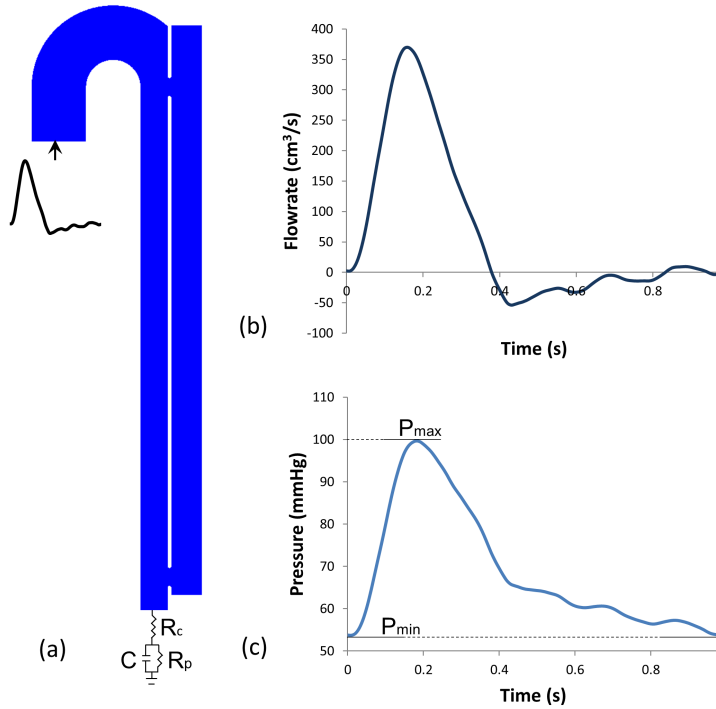 (a)
Rc
C
Rp
(b)
Flowrate (cm³/s)
400
350
300
250
200
150
100
50
0
-50
-100
0
0.2
0.4
0.6
0.8
Time (s)
(c)
Pressure (mmHg)
110
100
90
80
70
60
50
Pmax
Pmin
0
0.2
0.4
0.6
0.8
Time (s)